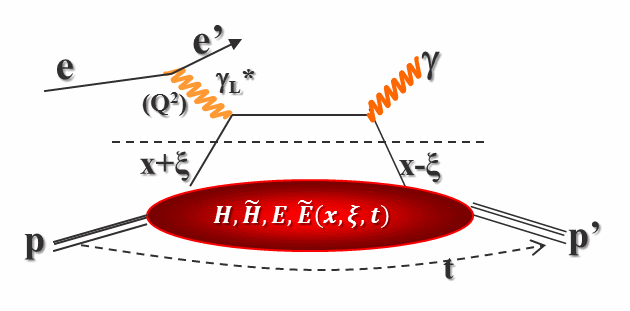 e
e’
γL*
(Q²)
γ
x+ξ
x-ξ
H, H̃, E, Ẽ(x, ξ, t)
p
p’
t